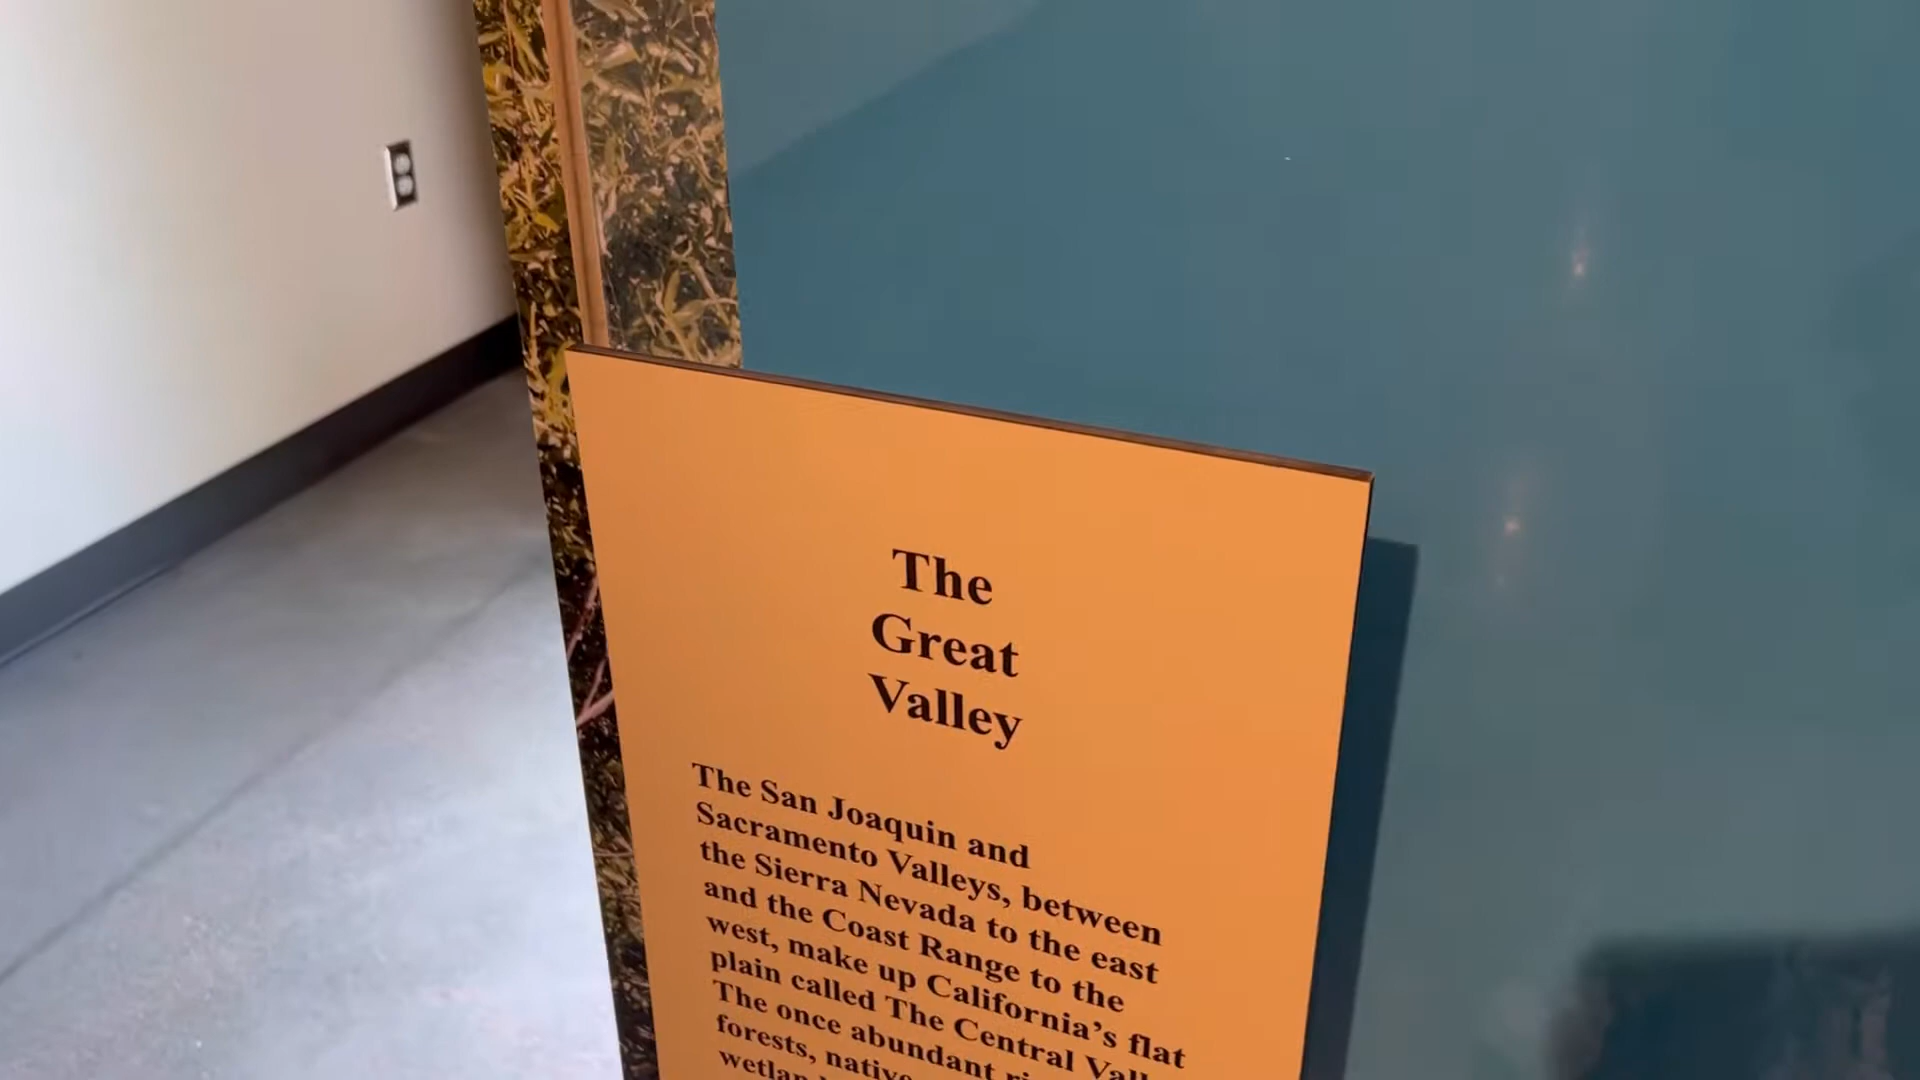 The
Great
Valley
The San Joaquin and
Sacramento Valleys, between
the Sierra Nevada to the east
and the Coast Range to the
west, make up California's flat
plain called The Central
The once abundant
forests, native